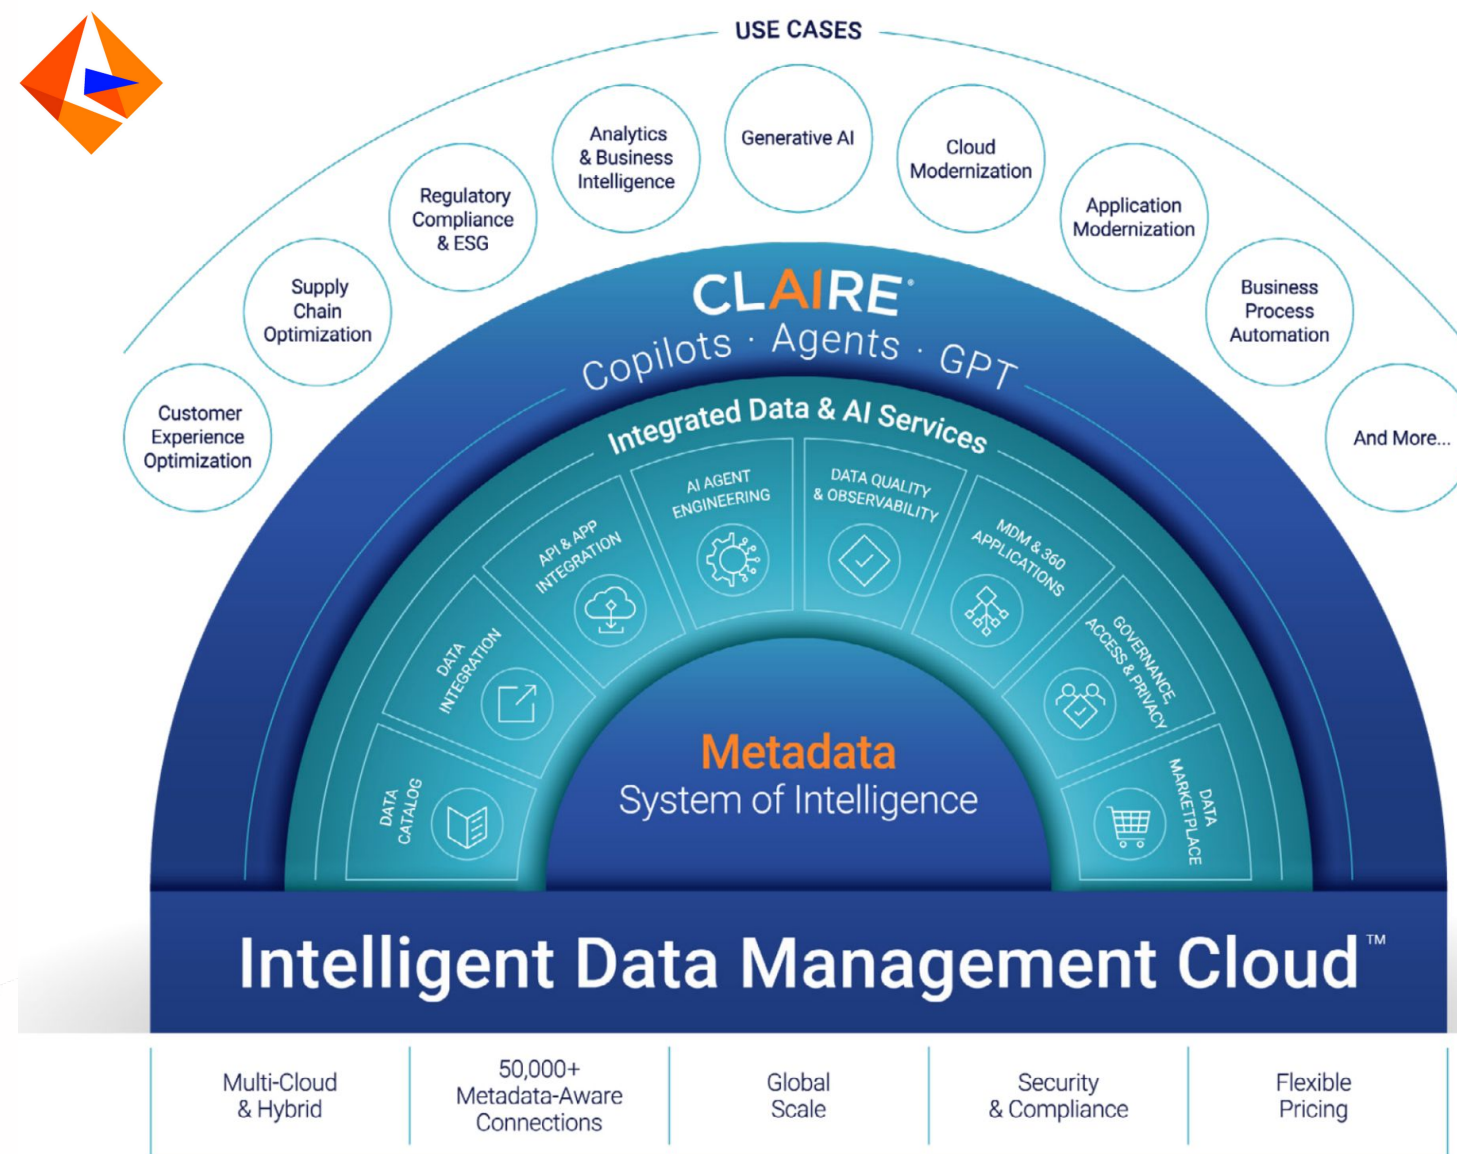 USE CASES
Customer
Experience
Optimization
Supply
Chain
Optimization
Regulatory
Compliance
& ESG
Analytics
& Business
Intelligence
Generative AI
Cloud
Modernization
Application
Modernization
Business
Process
Automation
And More...
CLAIRE®
Copilots · Agents · GPT
Integrated Data & AI Services
DATA
CATALOG
DATA
INTEGRATION
API & APP
INTEGRATION
AI AGENT
ENGINEERING
DATA QUALITY
& OBSERVABILITY
MDM & 360
APPLICATIONS
GOVERNANCE,
ACCESS & PRIVACY
DATA
MARKETPLACE
Metadata
System of Intelligence
Intelligent Data Management Cloud™
Multi-Cloud
& Hybrid
50,000+
Metadata-Aware
Connections
Global
Scale
Security
& Compliance
Flexible
Pricing